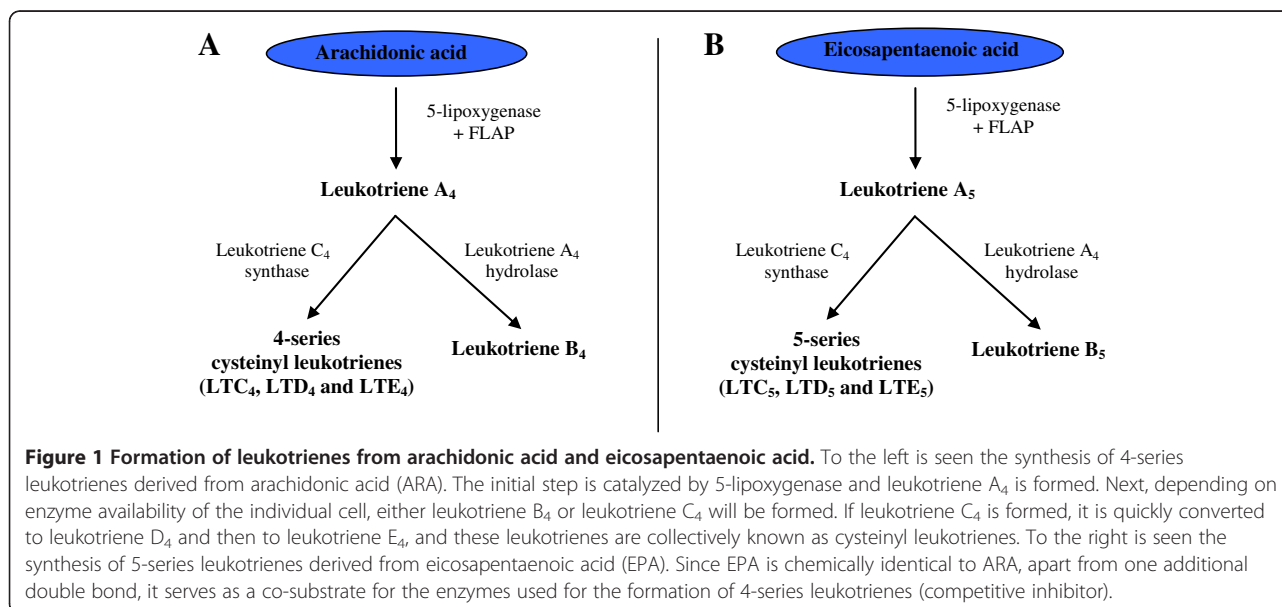 A
Arachidonic acid
5-lipoxygenase
+ FLAP
Leukotriene A₄
Leukotriene C₄
synthase
Leukotriene A₄
hydrolase
4-series
cysteinyl leukotrienes
(LTC₄, LTD₄ and LTE₄)
Leukotriene B₄
B
Eicosapentaenoic acid
5-lipoxygenase
+ FLAP
Leukotriene A₅
Leukotriene C₄
synthase
Leukotriene A₄
hydrolase
5-series
cysteinyl leukotrienes
(LTC₅, LTD₅ and LTE₅)
Leukotriene B₅
Figure 1 Formation of leukotrienes from arachidonic acid and eicosapentaenoic acid. To the left is seen the synthesis of 4-series
leukotrienes derived from arachidonic acid (ARA). The initial step is catalyzed by 5-lipoxygenase and leukotriene A₄ is formed. Next, depending on
enzyme availability of the individual cell, either leukotriene B₄ or leukotriene C₄ will be formed. If leukotriene C₄ is formed, it is quickly converted
to leukotriene D₄ and then to leukotriene E₄, and these leukotrienes are collectively known as cysteinyl leukotrienes. To the right is seen the
synthesis of 5-series leukotrienes derived from eicosapentaenoic acid (EPA). Since EPA is chemically identical to ARA, apart from one additional
double bond, it serves as a co-substrate for the enzymes used for the formation of 4-series leukotrienes (competitive inhibitor).